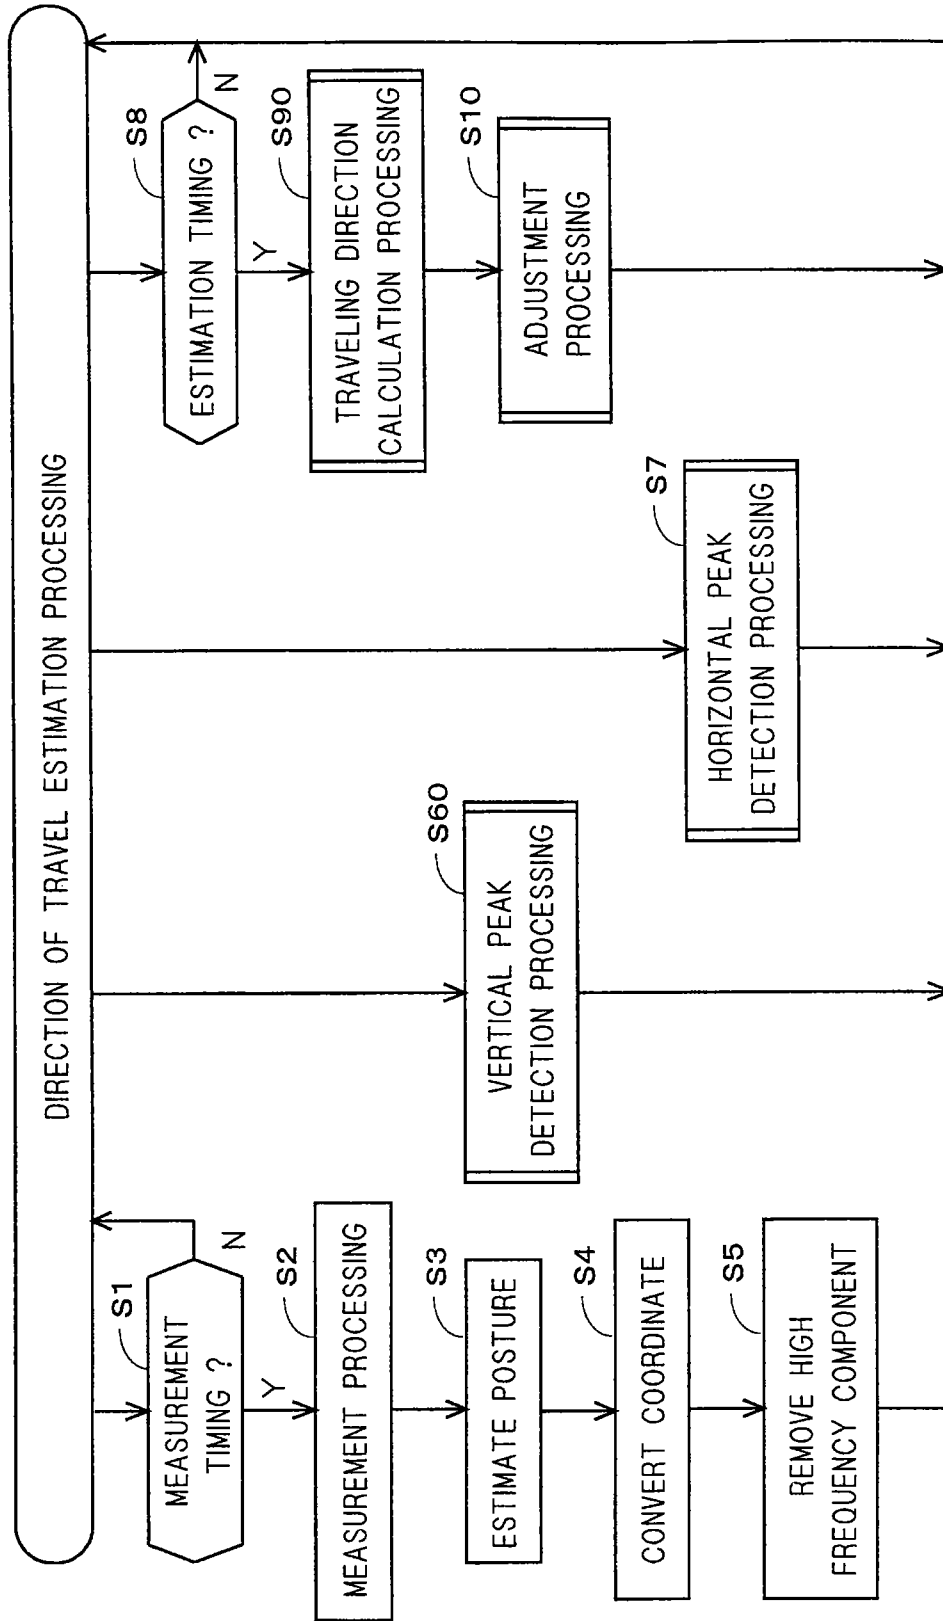 DIRECTION OF TRAVEL ESTIMATION PROCESSING
S1
MEASUREMENT
TIMING ?
N
Y
S2
MEASUREMENT PROCESSING
S3
ESTIMATE POSTURE
S4
CONVERT COORDINATE
S5
REMOVE HIGH
FREQUENCY COMPONENT
S60
VERTICAL PEAK
DETECTION PROCESSING
S7
HORIZONTAL PEAK
DETECTION PROCESSING
S8
ESTIMATION TIMING ?
N
Y
S90
TRAVELING DIRECTION
CALCULATION PROCESSING
S10
ADJUSTMENT
PROCESSING